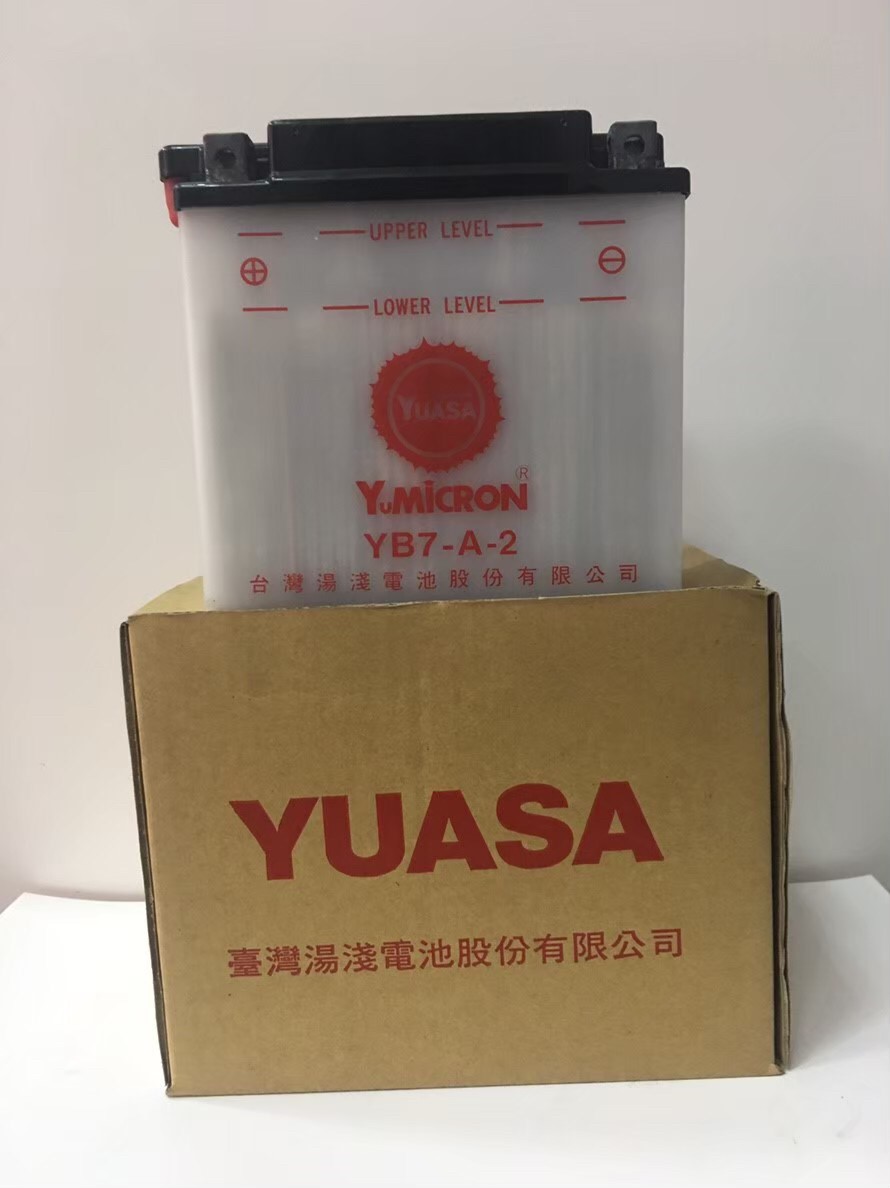 UPPER LEVEL
⊕ ⊖
LOWER LEVEL
YUASA
YuMiCRON®
YB7-A-2
台灣湯淺電池股份有限公司
YUASA
臺灣湯淺電池股份有限公司